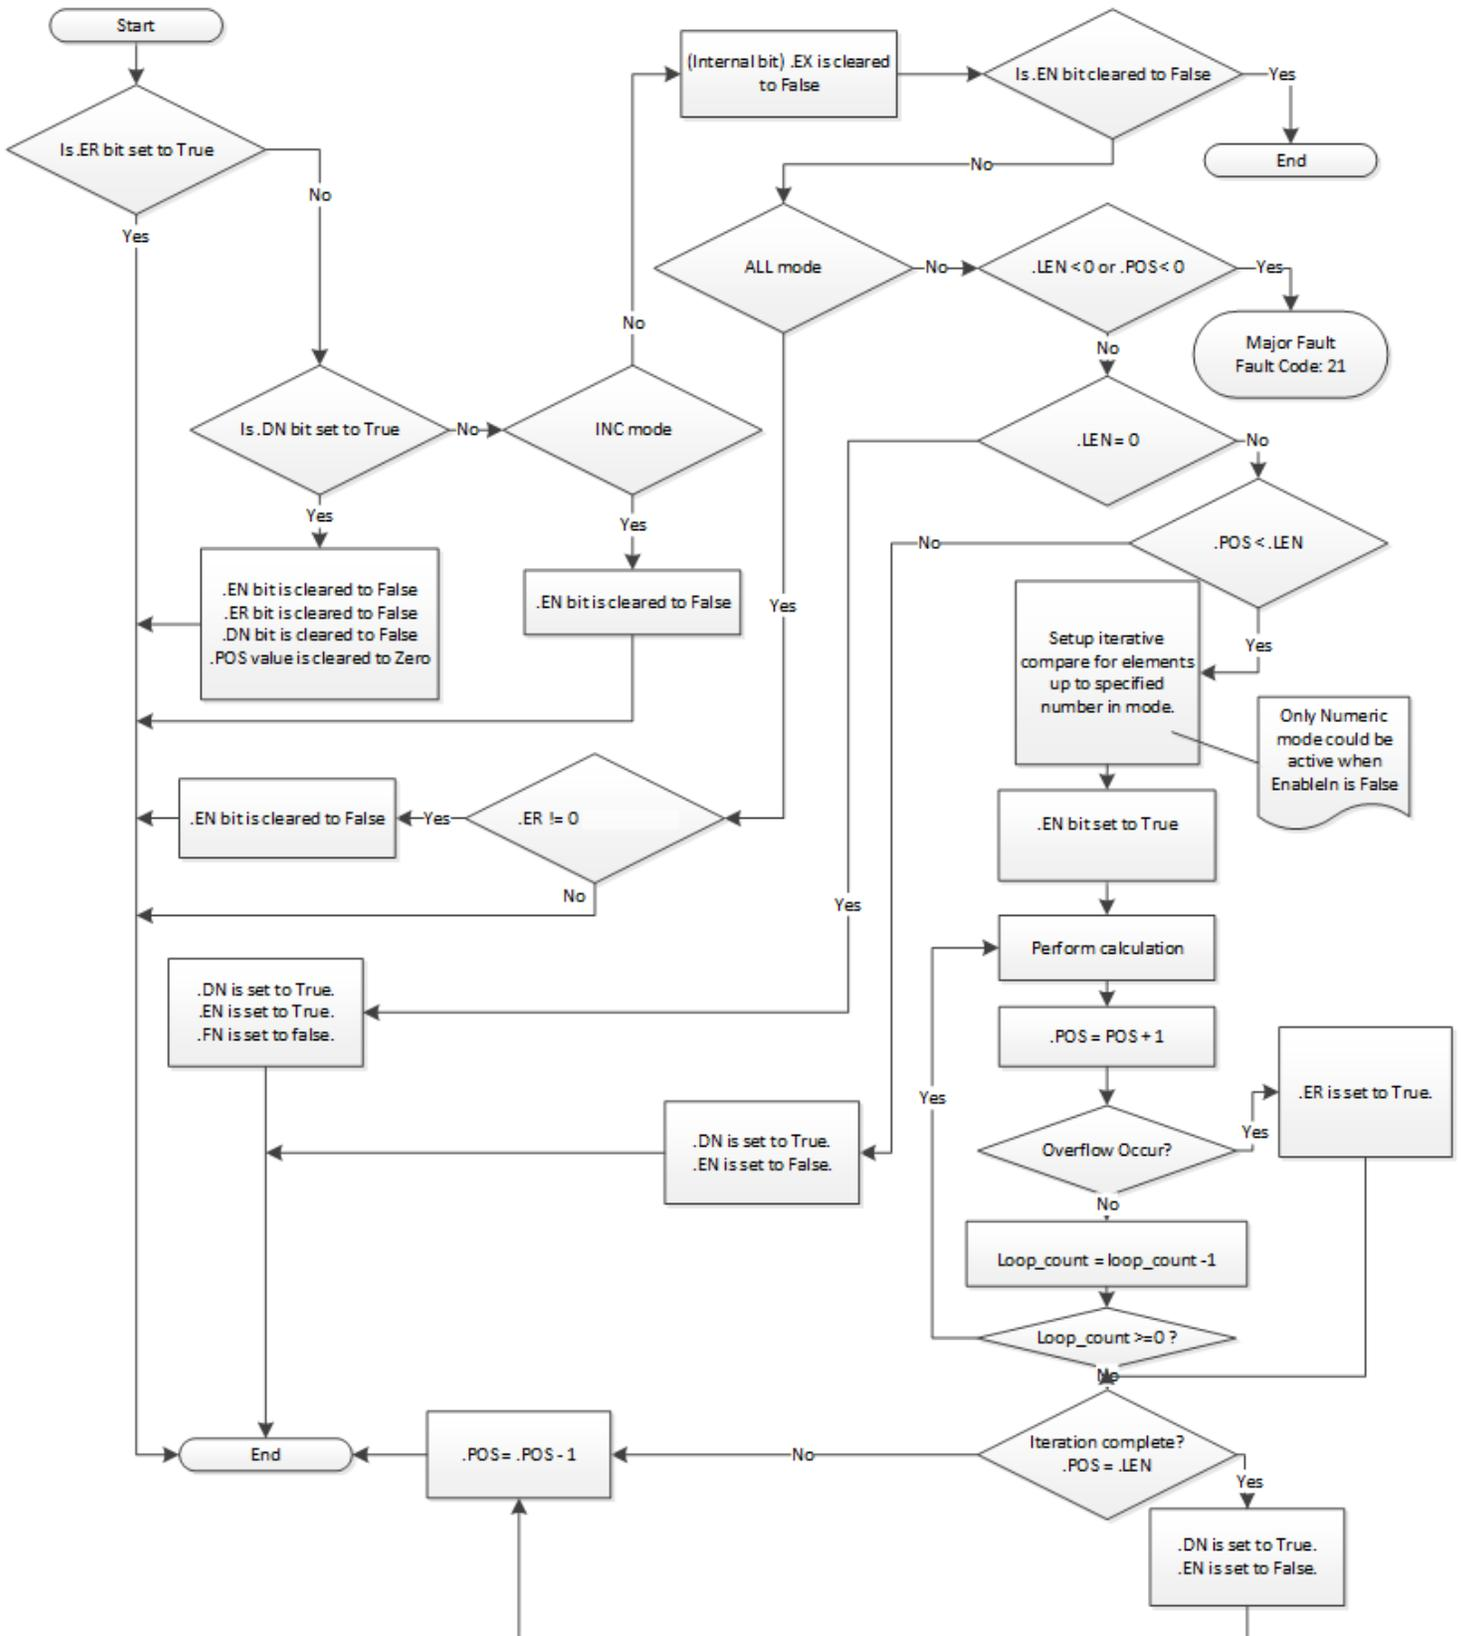 Start
Is .ER bit set to True
Yes
No
Is .DN bit set to True
No
Yes
.EN bit is cleared to False
.ER bit is cleared to False
.DN bit is cleared to False
.POS value is cleared to Zero
INC mode
No
Yes
.EN bit is cleared to False
(Internal bit) .EX is cleared
to False
Is .EN bit cleared to False
Yes
End
No
ALL mode
No
Yes
.LEN < 0 or .POS < 0
Yes
Major Fault
Fault Code: 21
No
.LEN = 0
No
Yes
.POS < .LEN
No
Yes
Setup iterative
compare for elements
up to specified
number in mode.
Only Numeric
mode could be
active when
EnableIn is False
.ER != 0
Yes
.EN bit is cleared to False
No
.EN bit set to True
Perform calculation
.POS = POS + 1
.DN is set to True.
.EN is set to True.
.FN is set to false.
.DN is set to True.
.EN is set to False.
Overflow Occur?
Yes
.ER is set to True.
No
Loop_count = loop_count -1
Loop_count >=0 ?
Yes
No
Iteration complete?
.POS = .LEN
No
.POS = .POS - 1
End
Yes
.DN is set to True.
.EN is set to False.